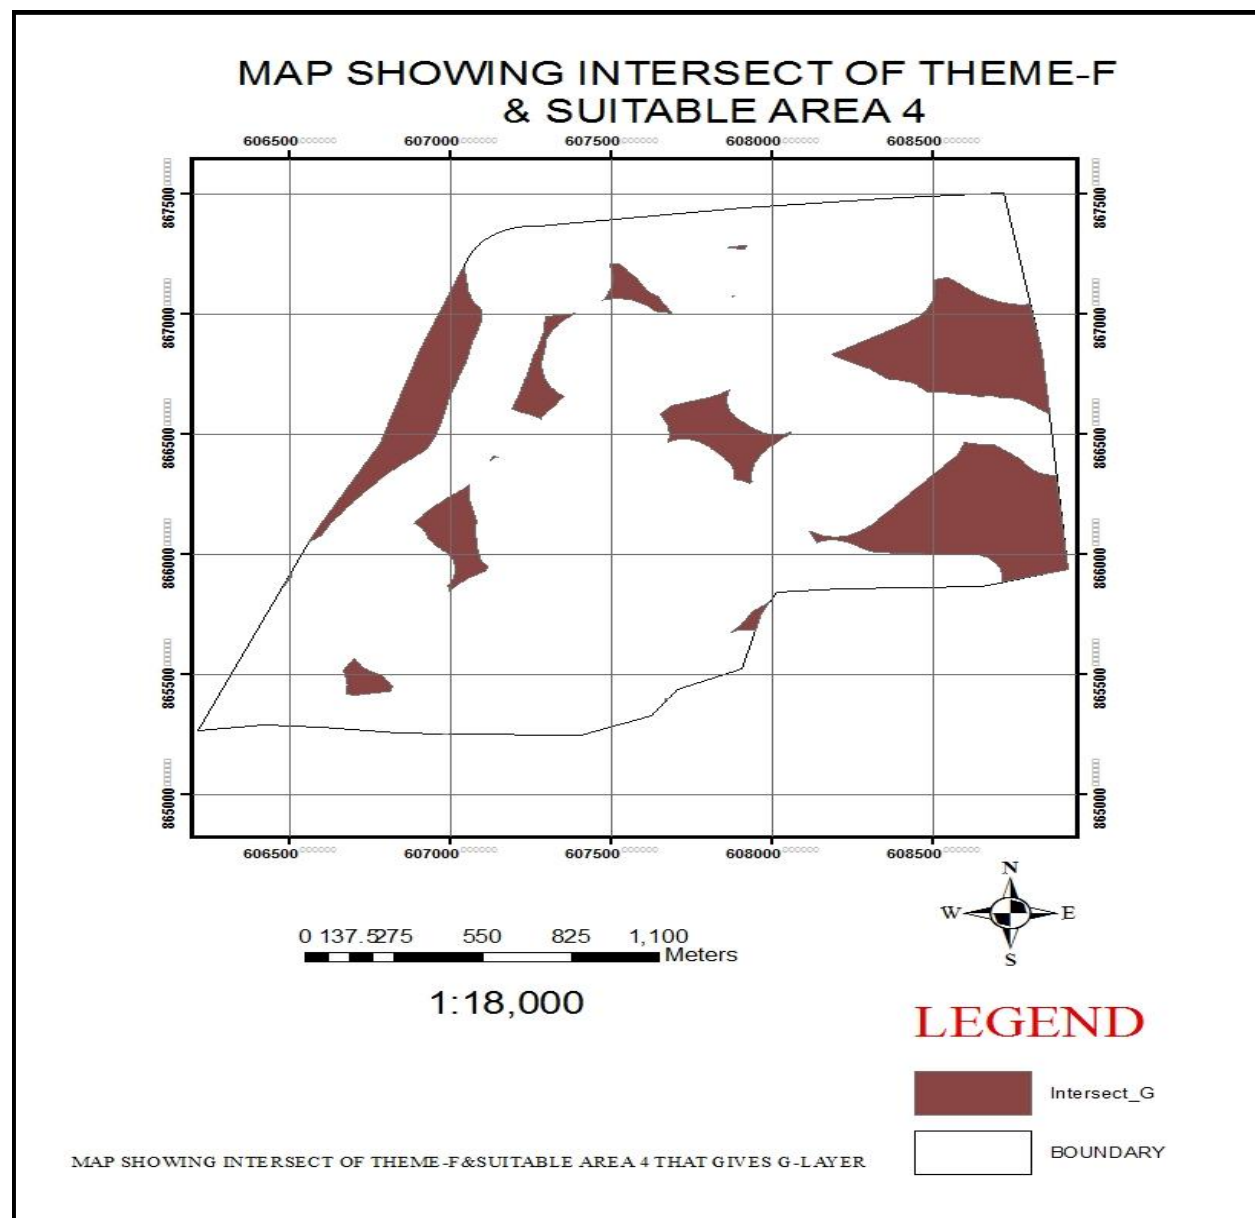 MAP SHOWING INTERSECT OF THEME-F
& SUITABLE AREA 4
606500 607000 607500 608000 608500
867500 867500
867000 867000
866500 866500
866000 866000
865500 865500
865000 865000
606500 607000 607500 608000 608500
N
W E
S
0 137.5 275 550 825 1,100
Meters
1:18,000
LEGEND
Intersect_G
BOUNDARY
MAP SHOWING INTERSECT OF THEME-F&SUITABLE AREA 4 THAT GIVES G-LAYER